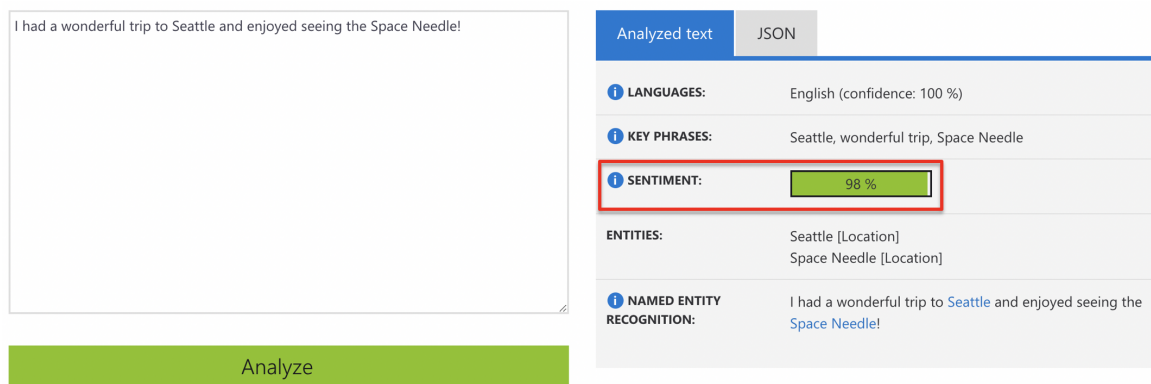 I had a wonderful trip to Seattle and enjoyed seeing the Space Needle!
Analyze
Analyzed text
JSON
LANGUAGES: English (confidence: 100 %)
KEY PHRASES: Seattle, wonderful trip, Space Needle
SENTIMENT: 98 %
ENTITIES: Seattle [Location]
Space Needle [Location]
NAMED ENTITY RECOGNITION:
I had a wonderful trip to Seattle and enjoyed seeing the
Space Needle!